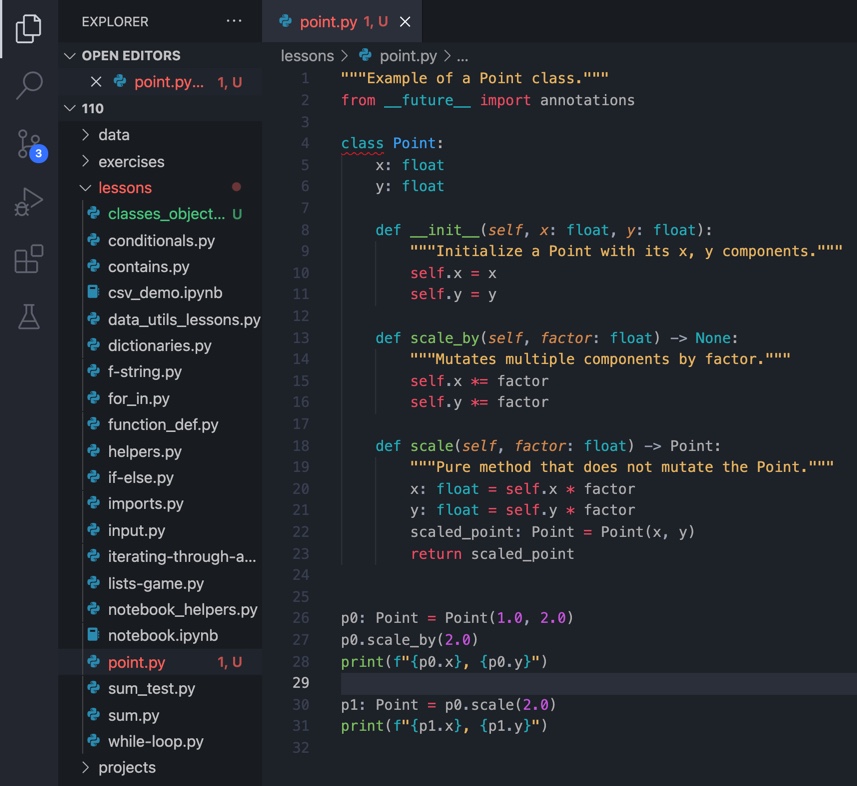 EXPLORER ...
OPEN EDITORS
point.py... 1, U
110
data
exercises
lessons
classes_object... U
conditionals.py
contains.py
csv_demo.ipynb
data_utils_lessons.py
dictionaries.py
f-string.py
for_in.py
function_def.py
helpers.py
if-else.py
imports.py
input.py
iterating-through-a...
lists-game.py
notebook_helpers.py
notebook.ipynb
point.py 1, U
sum_test.py
sum.py
while-loop.py
projects
3
point.py 1, U
lessons > point.py > ...
1 """Example of a Point class."""
2 from __future__ import annotations
3
4 class Point:
5     x: float
6     y: float
7
8     def __init__(self, x: float, y: float):
9         """Initialize a Point with its x, y components."""
10         self.x = x
11         self.y = y
12
13     def scale_by(self, factor: float) -> None:
14         """Mutates multiple components by factor."""
15         self.x *= factor
16         self.y *= factor
17
18     def scale(self, factor: float) -> Point:
19         """Pure method that does not mutate the Point."""
20         x: float = self.x * factor
21         y: float = self.y * factor
22         scaled_point: Point = Point(x, y)
23         return scaled_point
24
25
26 p0: Point = Point(1.0, 2.0)
27 p0.scale_by(2.0)
28 print(f"{p0.x}, {p0.y}")
29
30 p1: Point = p0.scale(2.0)
31 print(f"{p1.x}, {p1.y}")
32